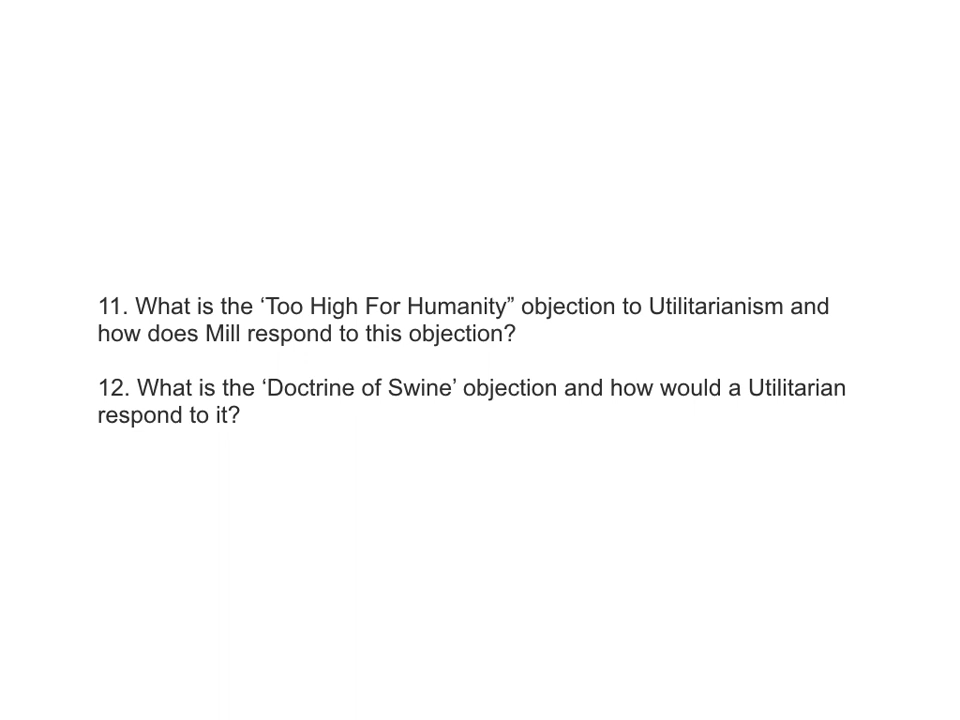 11. What is the ‘Too High For Humanity” objection to Utilitarianism and
how does Mill respond to this objection?
12. What is the ‘Doctrine of Swine’ objection and how would a Utilitarian
respond to it?